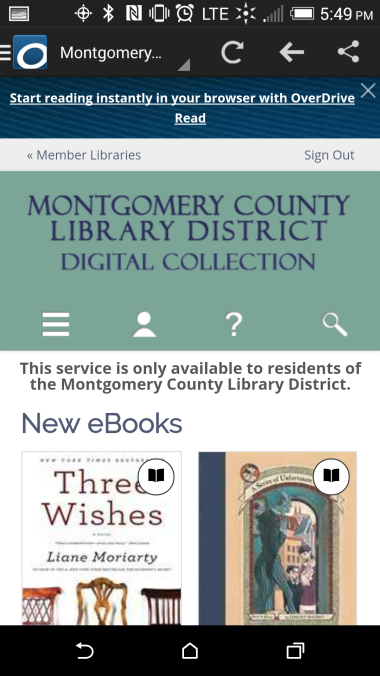 LTE 5:49 PM
Montgomery...
Start reading instantly in your browser with OverDrive
Read
« Member Libraries Sign Out
MONTGOMERY COUNTY
LIBRARY DISTRICT
DIGITAL COLLECTION
?
This service is only available to residents of
the Montgomery County Library District.
New eBooks
NEW YORK TIMES
Three
Wishes
A NOVEL
Liane Moriarty
A Series of Unfortunate